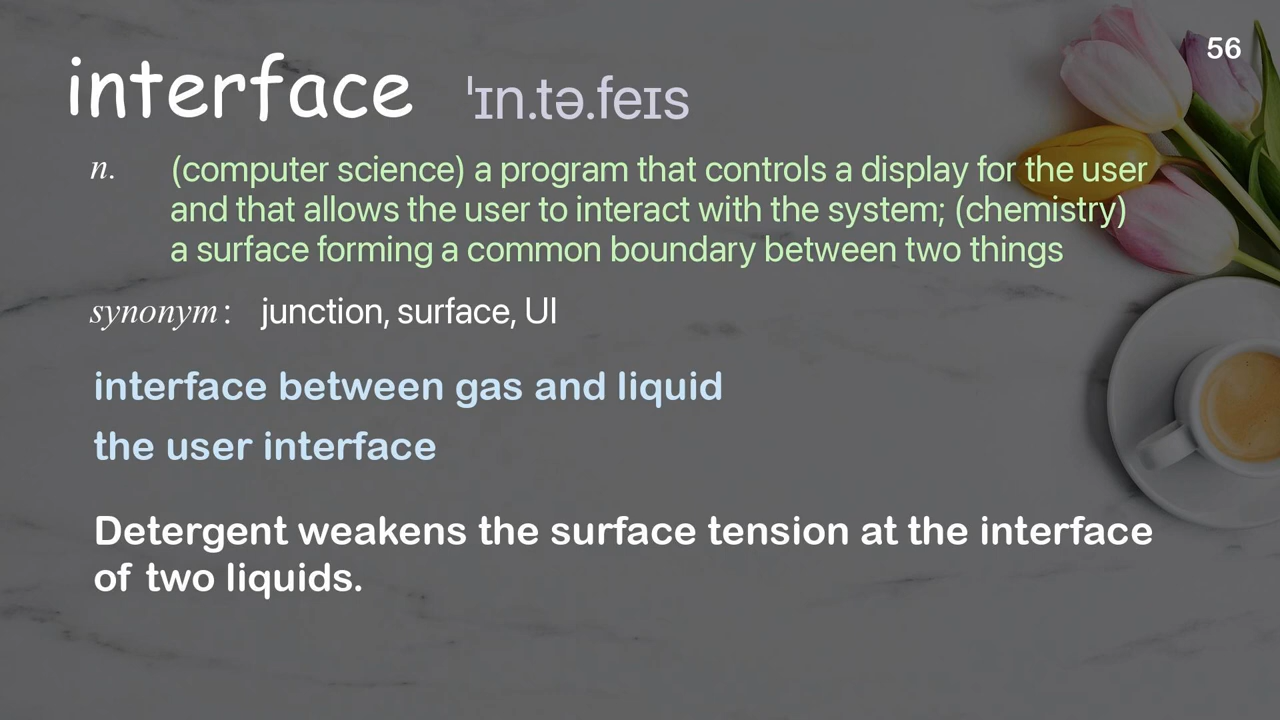 56
interface ˈɪn.tə.feɪs
n. (computer science) a program that controls a display for the user
and that allows the user to interact with the system; (chemistry)
a surface forming a common boundary between two things
synonym: junction, surface, UI
interface between gas and liquid
the user interface
Detergent weakens the surface tension at the interface
of two liquids.